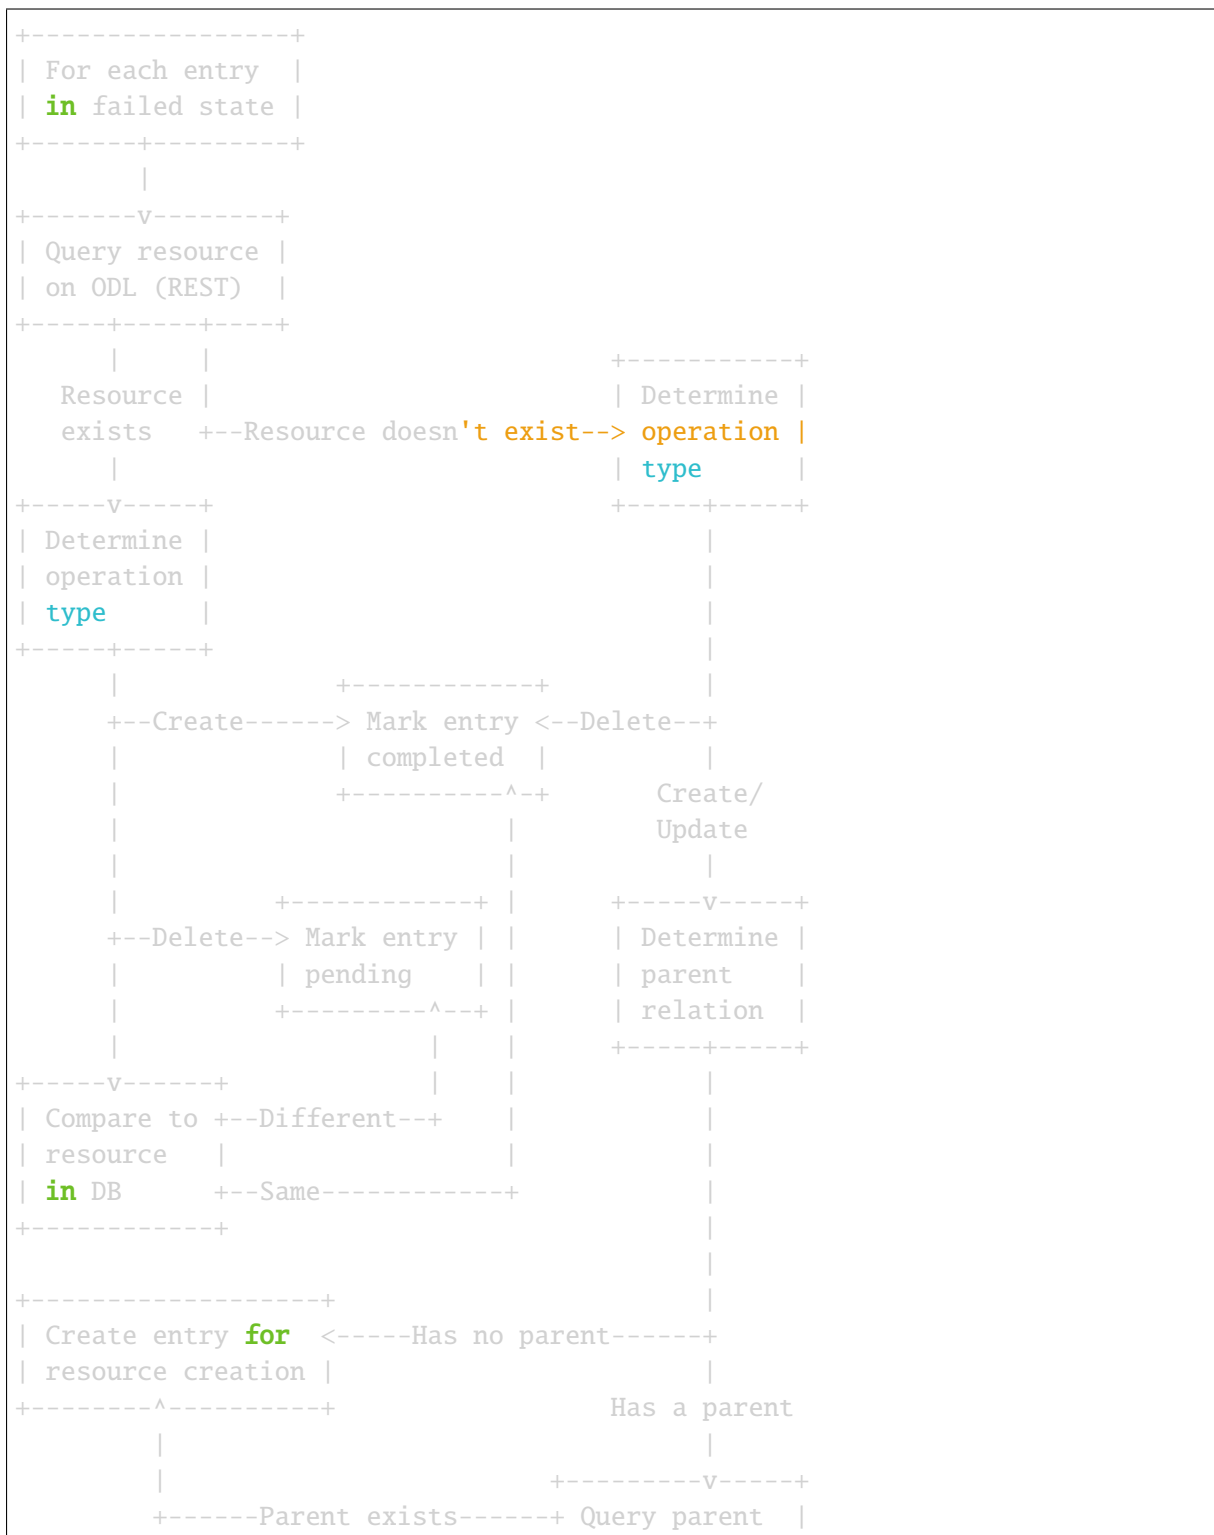 +-----------------+
| For each entry  |
| in failed state |
+-------+---------+
        |
+-------v--------+
| Query resource |
| on ODL (REST)  |
+-----+-----+----+
      |     |                          +-----------+
   Resource |                          | Determine |
   exists   +--Resource doesn't exist--> operation |
      |                                | type      |
+-----v-----+                          +-----+-----+
| Determine |                                |
| operation |                                |
| type      |                                |
+-----+-----+                                |
      |              +------------+          |
      +--Create------> Mark entry <--Delete--+
      |              | completed  |          |
      |              +----------^-+       Create/
      |                         |         Update
      |                         |            |
      |          +------------+ |      +-----v-----+
      +--Delete--> Mark entry | |      | Determine |
      |          | pending    | |      | parent    |
      |          +---------^--+ |      | relation  |
      |                    |    |      +-----+-----+
+-----v------+             |    |            |
| Compare to +--Different--+    |            |
| resource   |                  |            |
| in DB      +--Same------------+            |
+------------+                               |
                                             |
+-------------------+                        |
| Create entry for  <-----Has no parent------+
| resource creation |                        |
+---------^---------+                  Has a parent
         |                                   |
         |                         +---------v-----+
         +------Parent exists------+ Query parent  |